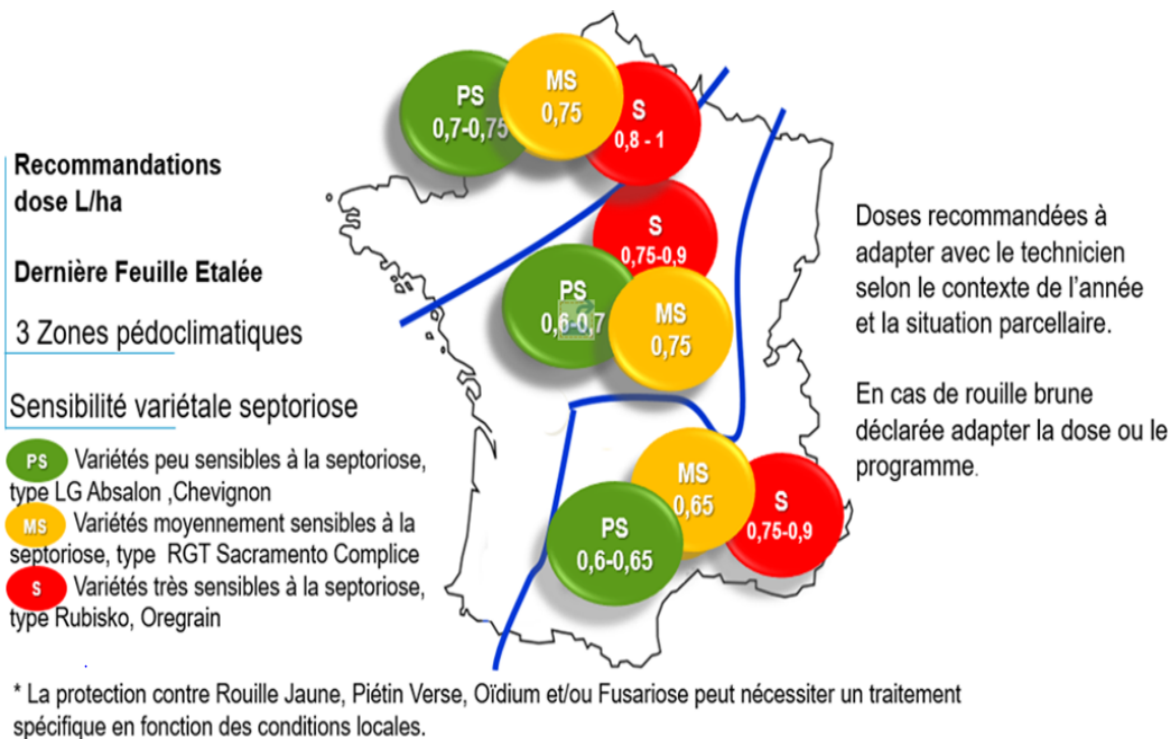 PS
0,7-0,75
MS
0,75
S
0,8 - 1
Recommandations
dose L/ha
Dernière Feuille Etalée
3 Zones pédoclimatiques
Sensibilité variétale septoriose
PS Variétés peu sensibles à la septoriose,
type LG Absalon ,Chevignon
MS Variétés moyennement sensibles à la
septoriose, type RGT Sacramento Complice
S Variétés très sensibles à la septoriose,
type Rubisko, Oregrain
S
0,75-0,9
PS
0,6-0,7
MS
0,75
MS
0,65
S
0,75-0,9
PS
0,6-0,65
Doses recommandées à
adapter avec le technicien
selon le contexte de l'année
et la situation parcellaire.
En cas de rouille brune
déclarée adapter la dose ou le
programme.
* La protection contre Rouille Jaune, Piétin Verse, Oïdium et/ou Fusariose peut nécessiter un traitement
spécifique en fonction des conditions locales.